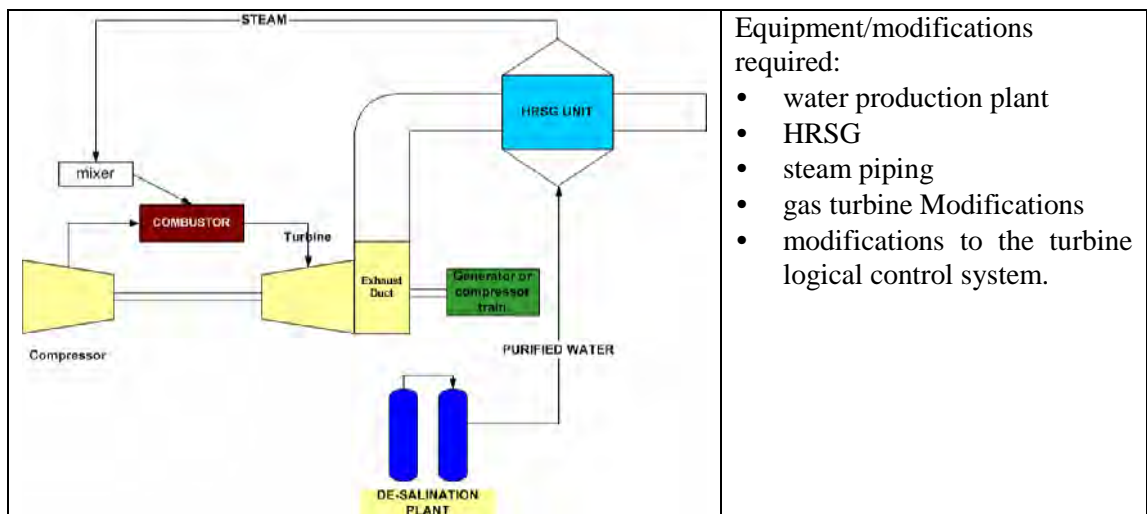 STEAM
HRSG UNIT
mixer
COMBUSTOR
Turbine
Exhaust
Duct
Generator or
compressor
train
Compressor
PURIFIED WATER
DE-SALINATION
PLANT
Equipment/modifications
required:
• water production plant
• HRSG
• steam piping
• gas turbine Modifications
• modifications to the turbine
logical control system.